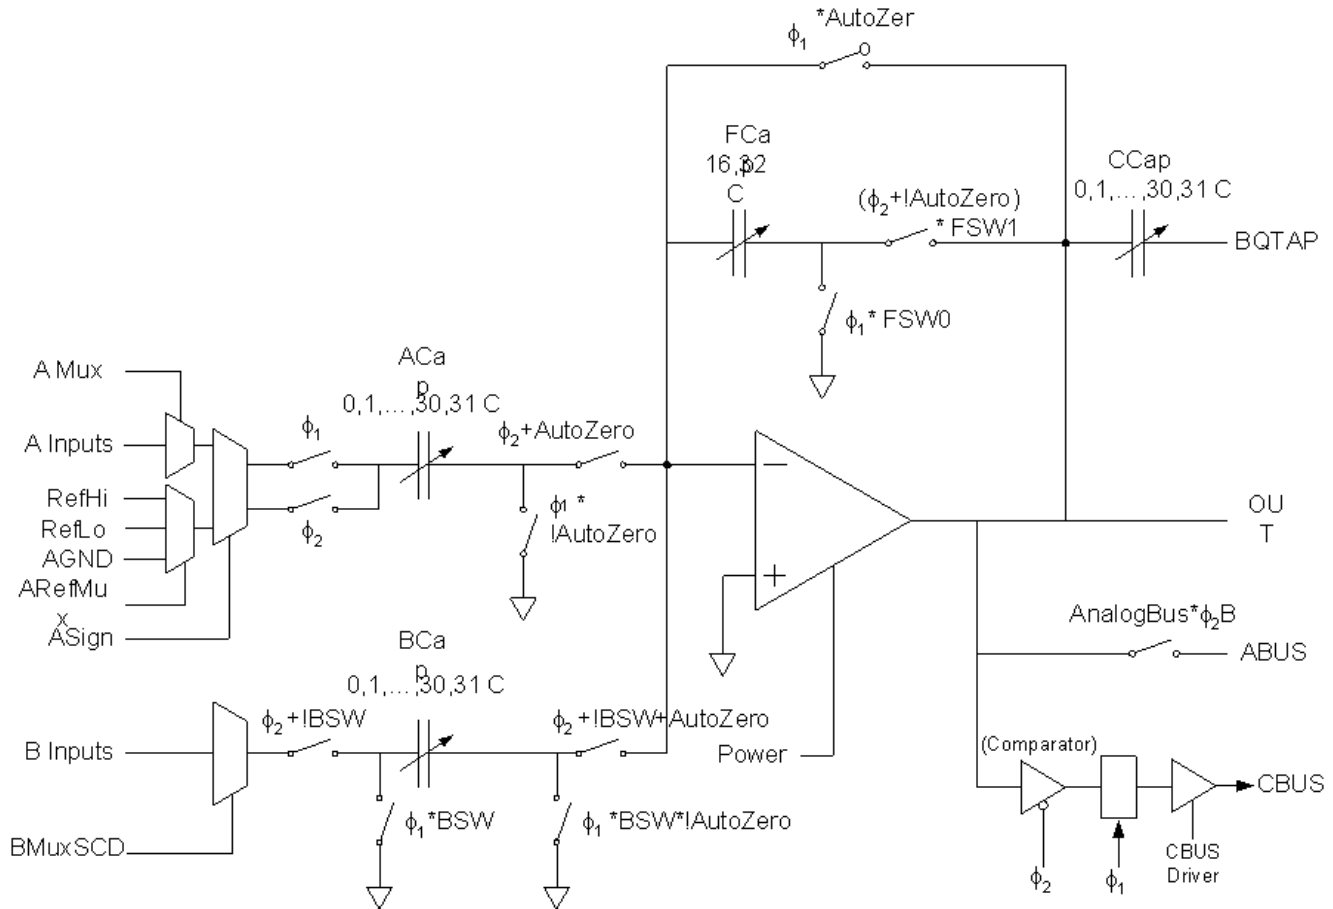 ϕ1 *AutoZer
o
FCa
p
16,32
C
(ϕ2+!AutoZero)
* FSW1
CCap
0,1,...,30,31 C
BQTAP
ϕ1* FSW0
A Mux
ACa
p
0,1,...,30,31 C
A Inputs
ϕ1
ϕ2+AutoZero
RefHi
RefLo
ϕ2
ϕ1 *
!AutoZero
AGND
ARefMu
x
ASign
OU
T
AnalogBus*ϕ2B
ABUS
BCa
p
0,1,...,30,31 C
ϕ2+!BSW
ϕ2+!BSW+AutoZero
B Inputs
Power
(Comparator)
CBUS
ϕ1*BSW
ϕ1 *BSW*!AutoZero
BMuxSCD
ϕ2
ϕ1
CBUS
Driver